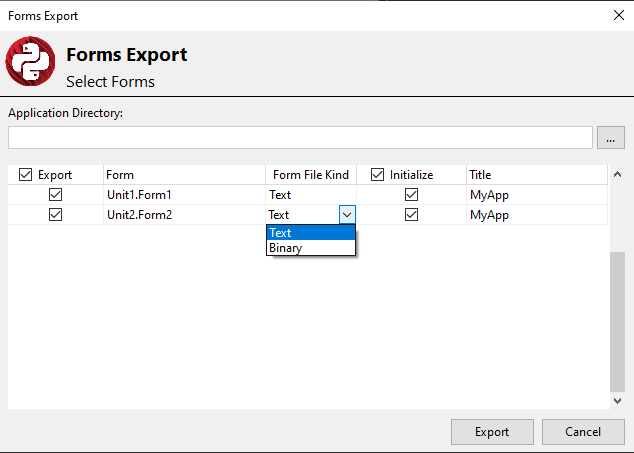 Forms Export
Forms Export
Select Forms
Application Directory:
...
Export Form Form File Kind Initialize Title
Unit1.Form1 Text MyApp
Unit2.Form2 Text MyApp
Text
Binary
Export Cancel